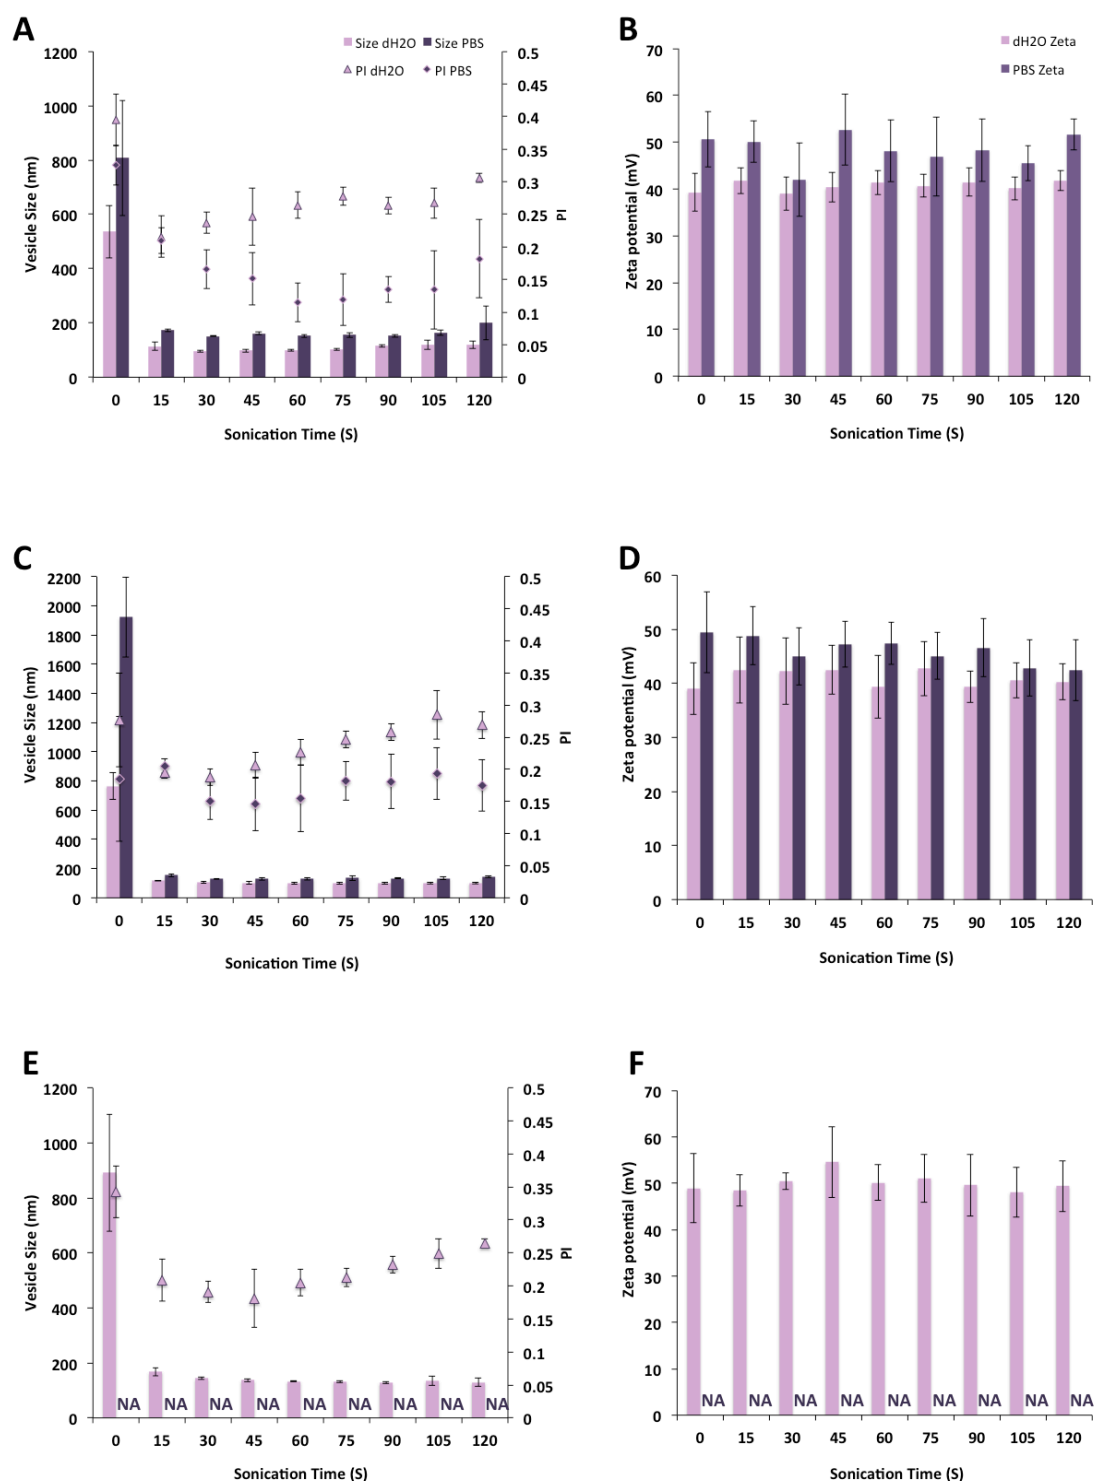 A
Size dH2O Size PBS
PI dH2O PI PBS
1200
1000
800
600
400
200
0
Vesicle Size (nm)
0.5
0.45
0.4
0.35
0.3
0.25
0.2
0.15
0.1
0.05
0
PI
0 15 30 45 60 75 90 105 120
Sonication Time (S)
B
dH2O Zeta
PBS Zeta
70
60
50
40
30
20
10
0
Zeta potential (mV)
0 15 30 45 60 75 90 105 120
Sonication Time (S)
C
2200
2000
1800
1600
1400
1200
1000
800
600
400
200
0
Vesicle Size (nm)
0.5
0.45
0.4
0.35
0.3
0.25
0.2
0.15
0.1
0.05
0
PI
0 15 30 45 60 75 90 105 120
Sonication Time (S)
D
60
50
40
30
20
10
0
Zeta potential (mV)
0 15 30 45 60 75 90 105 120
Sonication Time (S)
E
1200
1000
800
600
400
200
0
Vesicle Size (nm)
0.5
0.45
0.4
0.35
0.3
0.25
0.2
0.15
0.1
0.05
0
PI
NA NA NA NA NA NA NA NA NA
0 15 30 45 60 75 90 105 120
Sonication Time (S)
F
70
60
50
40
30
20
10
0
Zeta potential (mV)
NA NA NA NA NA NA NA NA NA
0 15 30 45 60 75 90 105 120
Sonication Time (S)